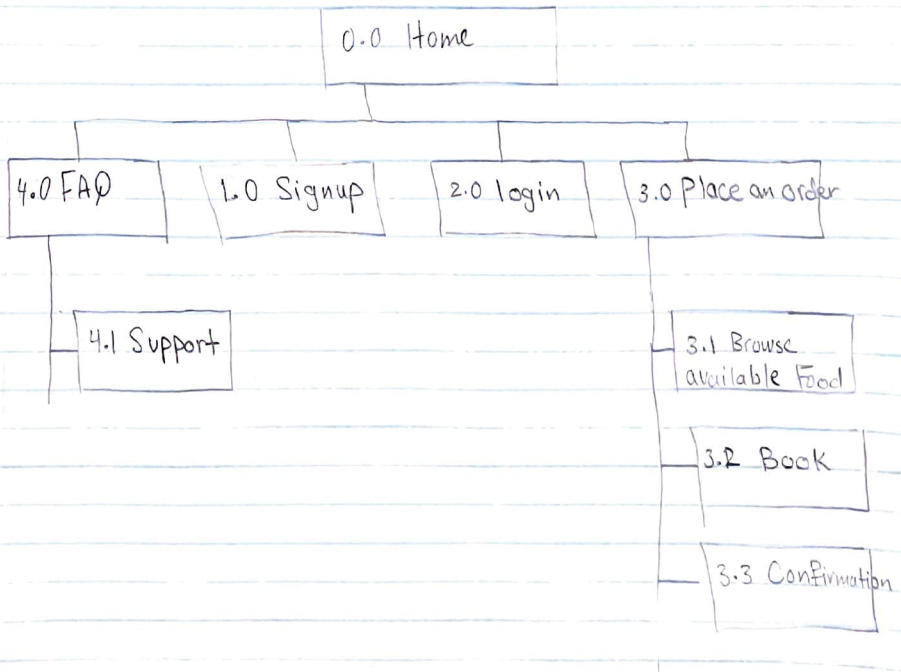 0.0 Home
4.0 FAQ
1.0 Signup
2.0 login
3.0 Place an order
4.1 Support
3.1 Browse
available Food
3.2 Book
3.3 Confirmation